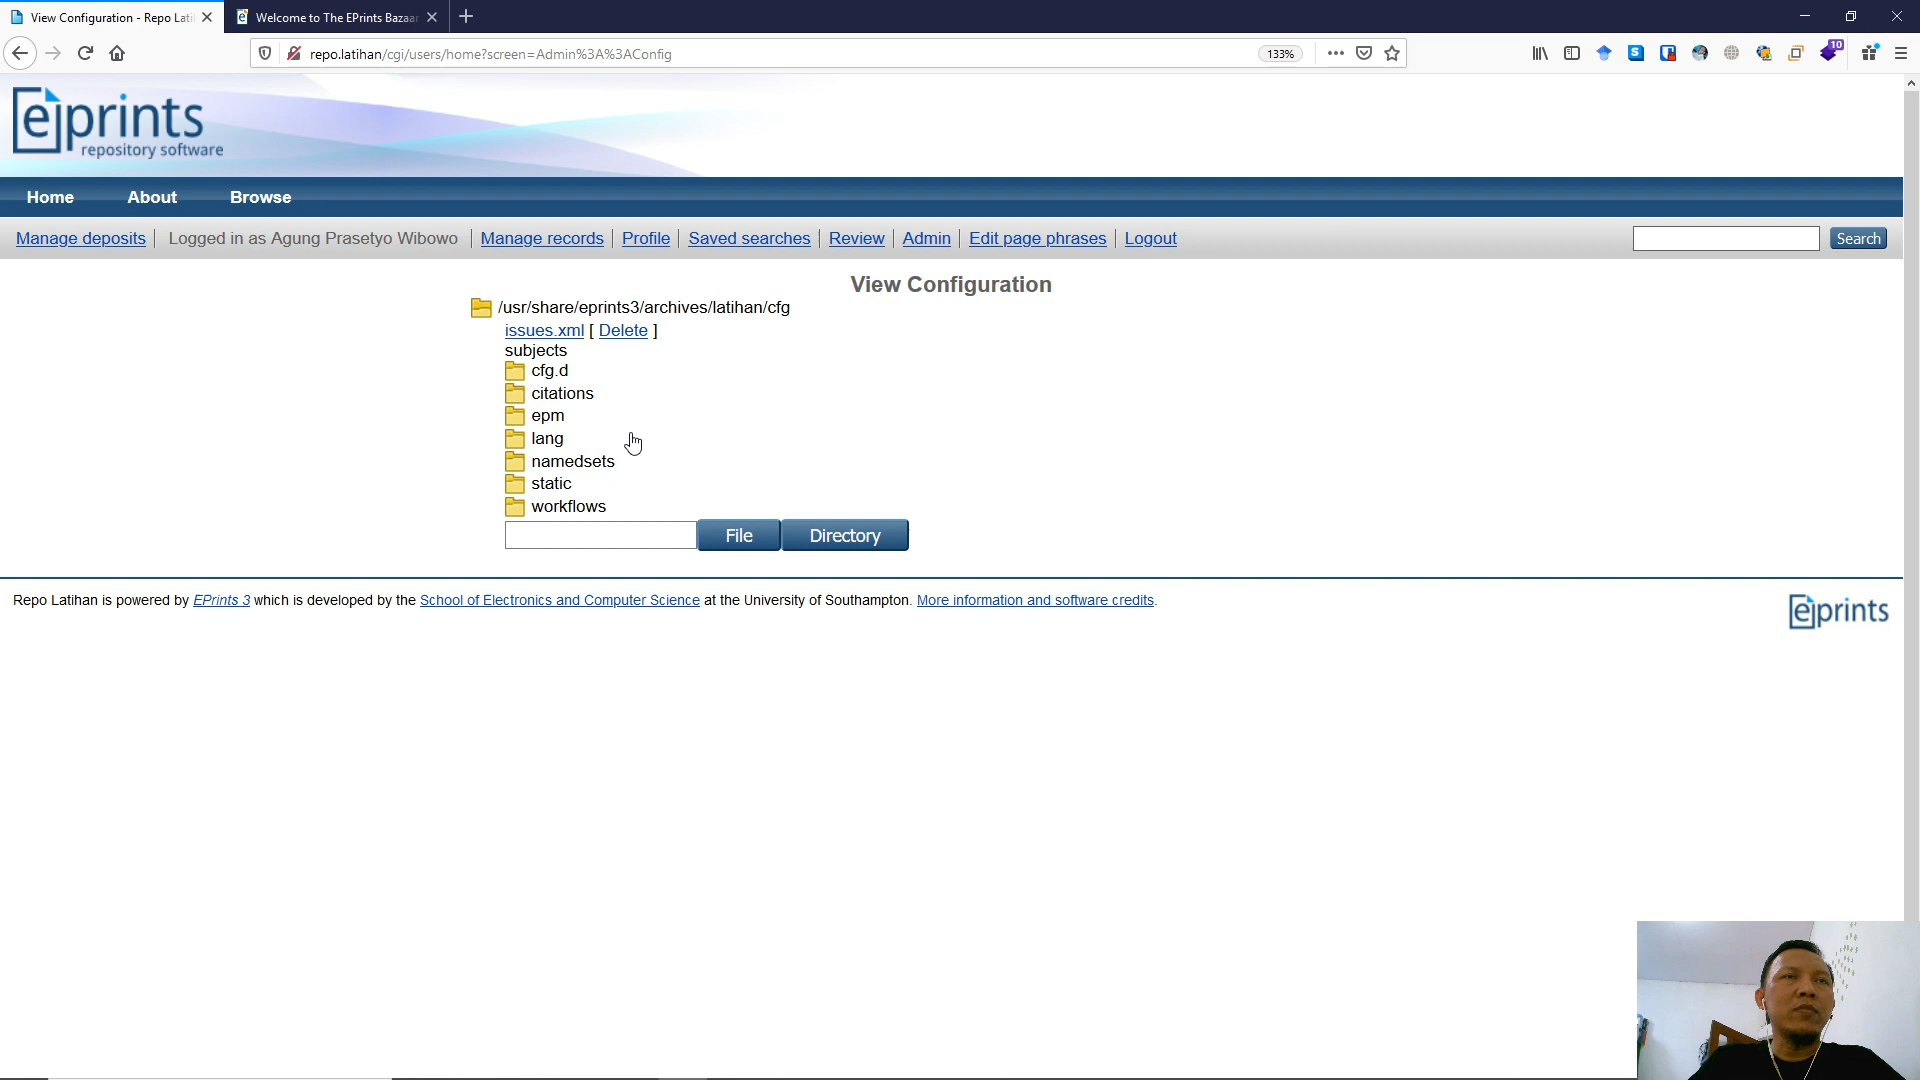 View Configuration - Repo Lati
Welcome to The EPrints Bazaar
repo.latihan/cgi/users/home?screen=Admin%3A%3AConfig
133%
10
eprints
repository software
Home About Browse
Manage deposits Logged in as Agung Prasetyo Wibowo Manage records Profile Saved searches Review Admin Edit page phrases Logout Search
View Configuration
/usr/share/eprints3/archives/latihan/cfg
issues.xml [ Delete ]
subjects
cfg.d
citations
epm
lang
namedsets
static
workflows
File Directory
Repo Latihan is powered by EPrints 3 which is developed by the School of Electronics and Computer Science at the University of Southampton. More information and software credits.
eprints